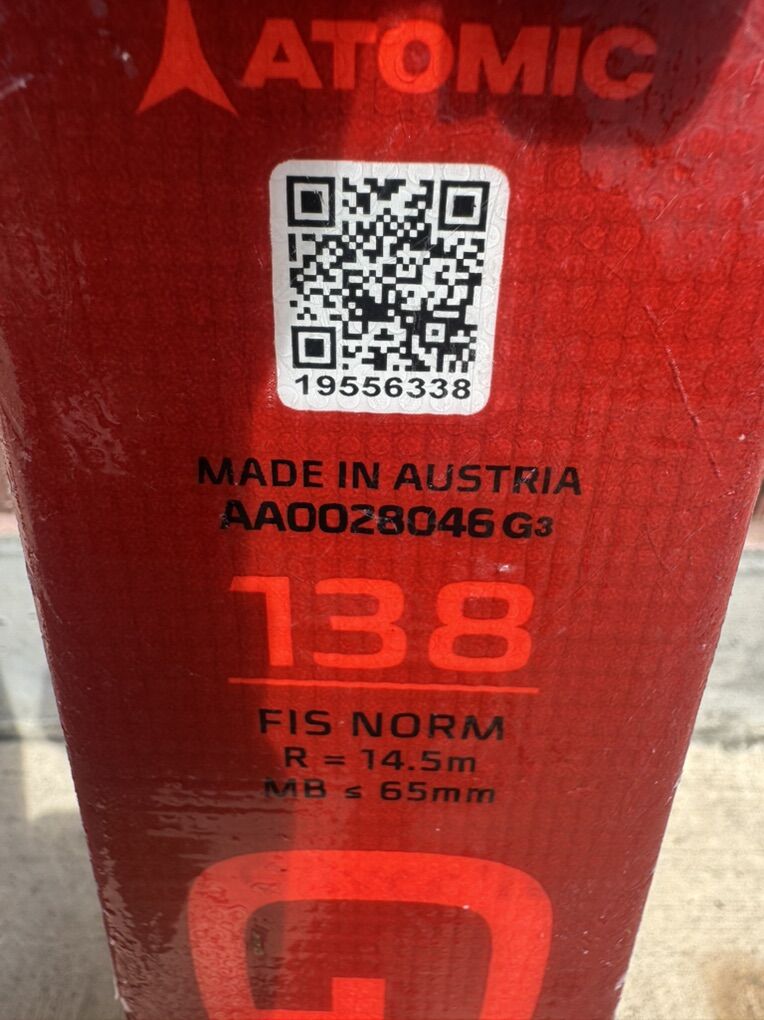 ATOMIC
19556338
MADE IN AUSTRIA
AA0028046 G3
138
FIS NORM
R = 14.5m
MB ≤ 65mm